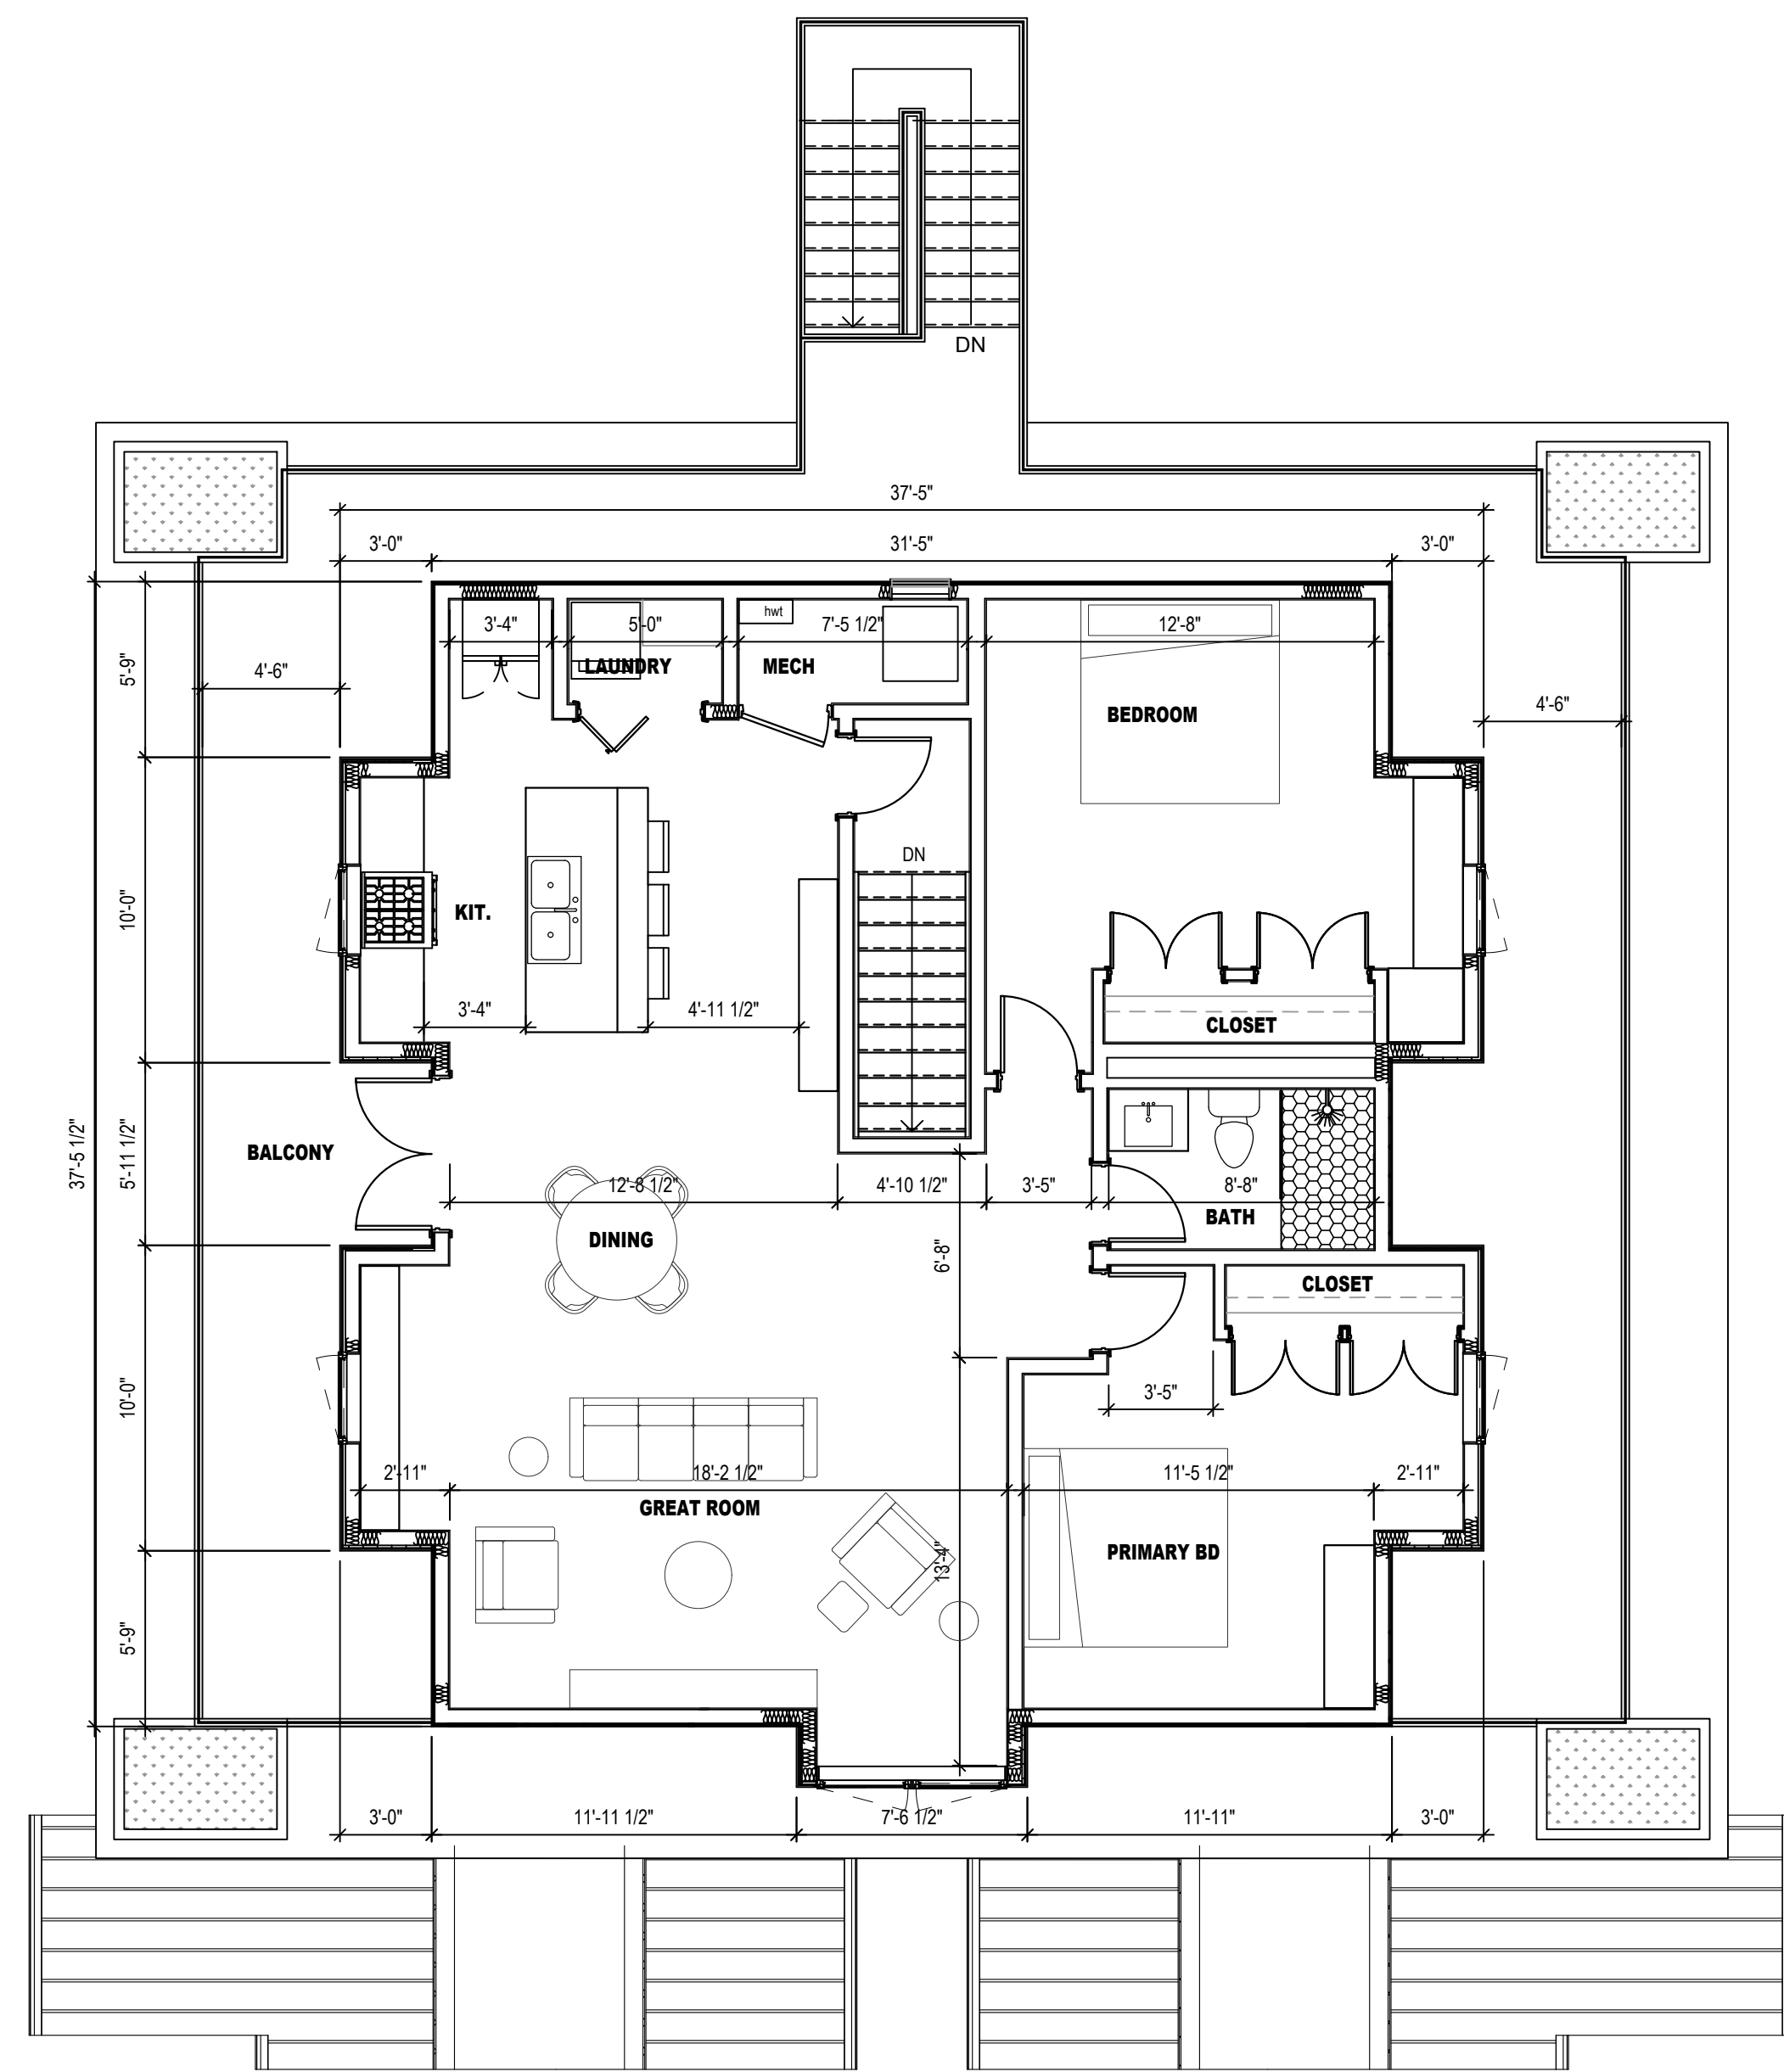 DN
37'-5"
3'-0"
31'-5"
3'-0"
hwt
3'-4"
5'-0"
7'-5 1/2"
12'-8"
5'-9"
4'-6"
LAUNDRY
MECH
BEDROOM
4'-6"
DN
10'-0"
KIT.
3'-4"
4'-11 1/2"
CLOSET
37'-5 1/2"
5'-11 1/2"
BALCONY
12'-8 1/2"
4'-10 1/2"
3'-5"
8'-8"
BATH
DINING
6'-8"
CLOSET
10'-0"
3'-5"
2'-11"
18'-2 1/2"
11'-5 1/2"
2'-11"
GREAT ROOM
13'-4"
PRIMARY BD
5'-9"
3'-0"
11'-11 1/2"
7'-6 1/2"
11'-11"
3'-0"